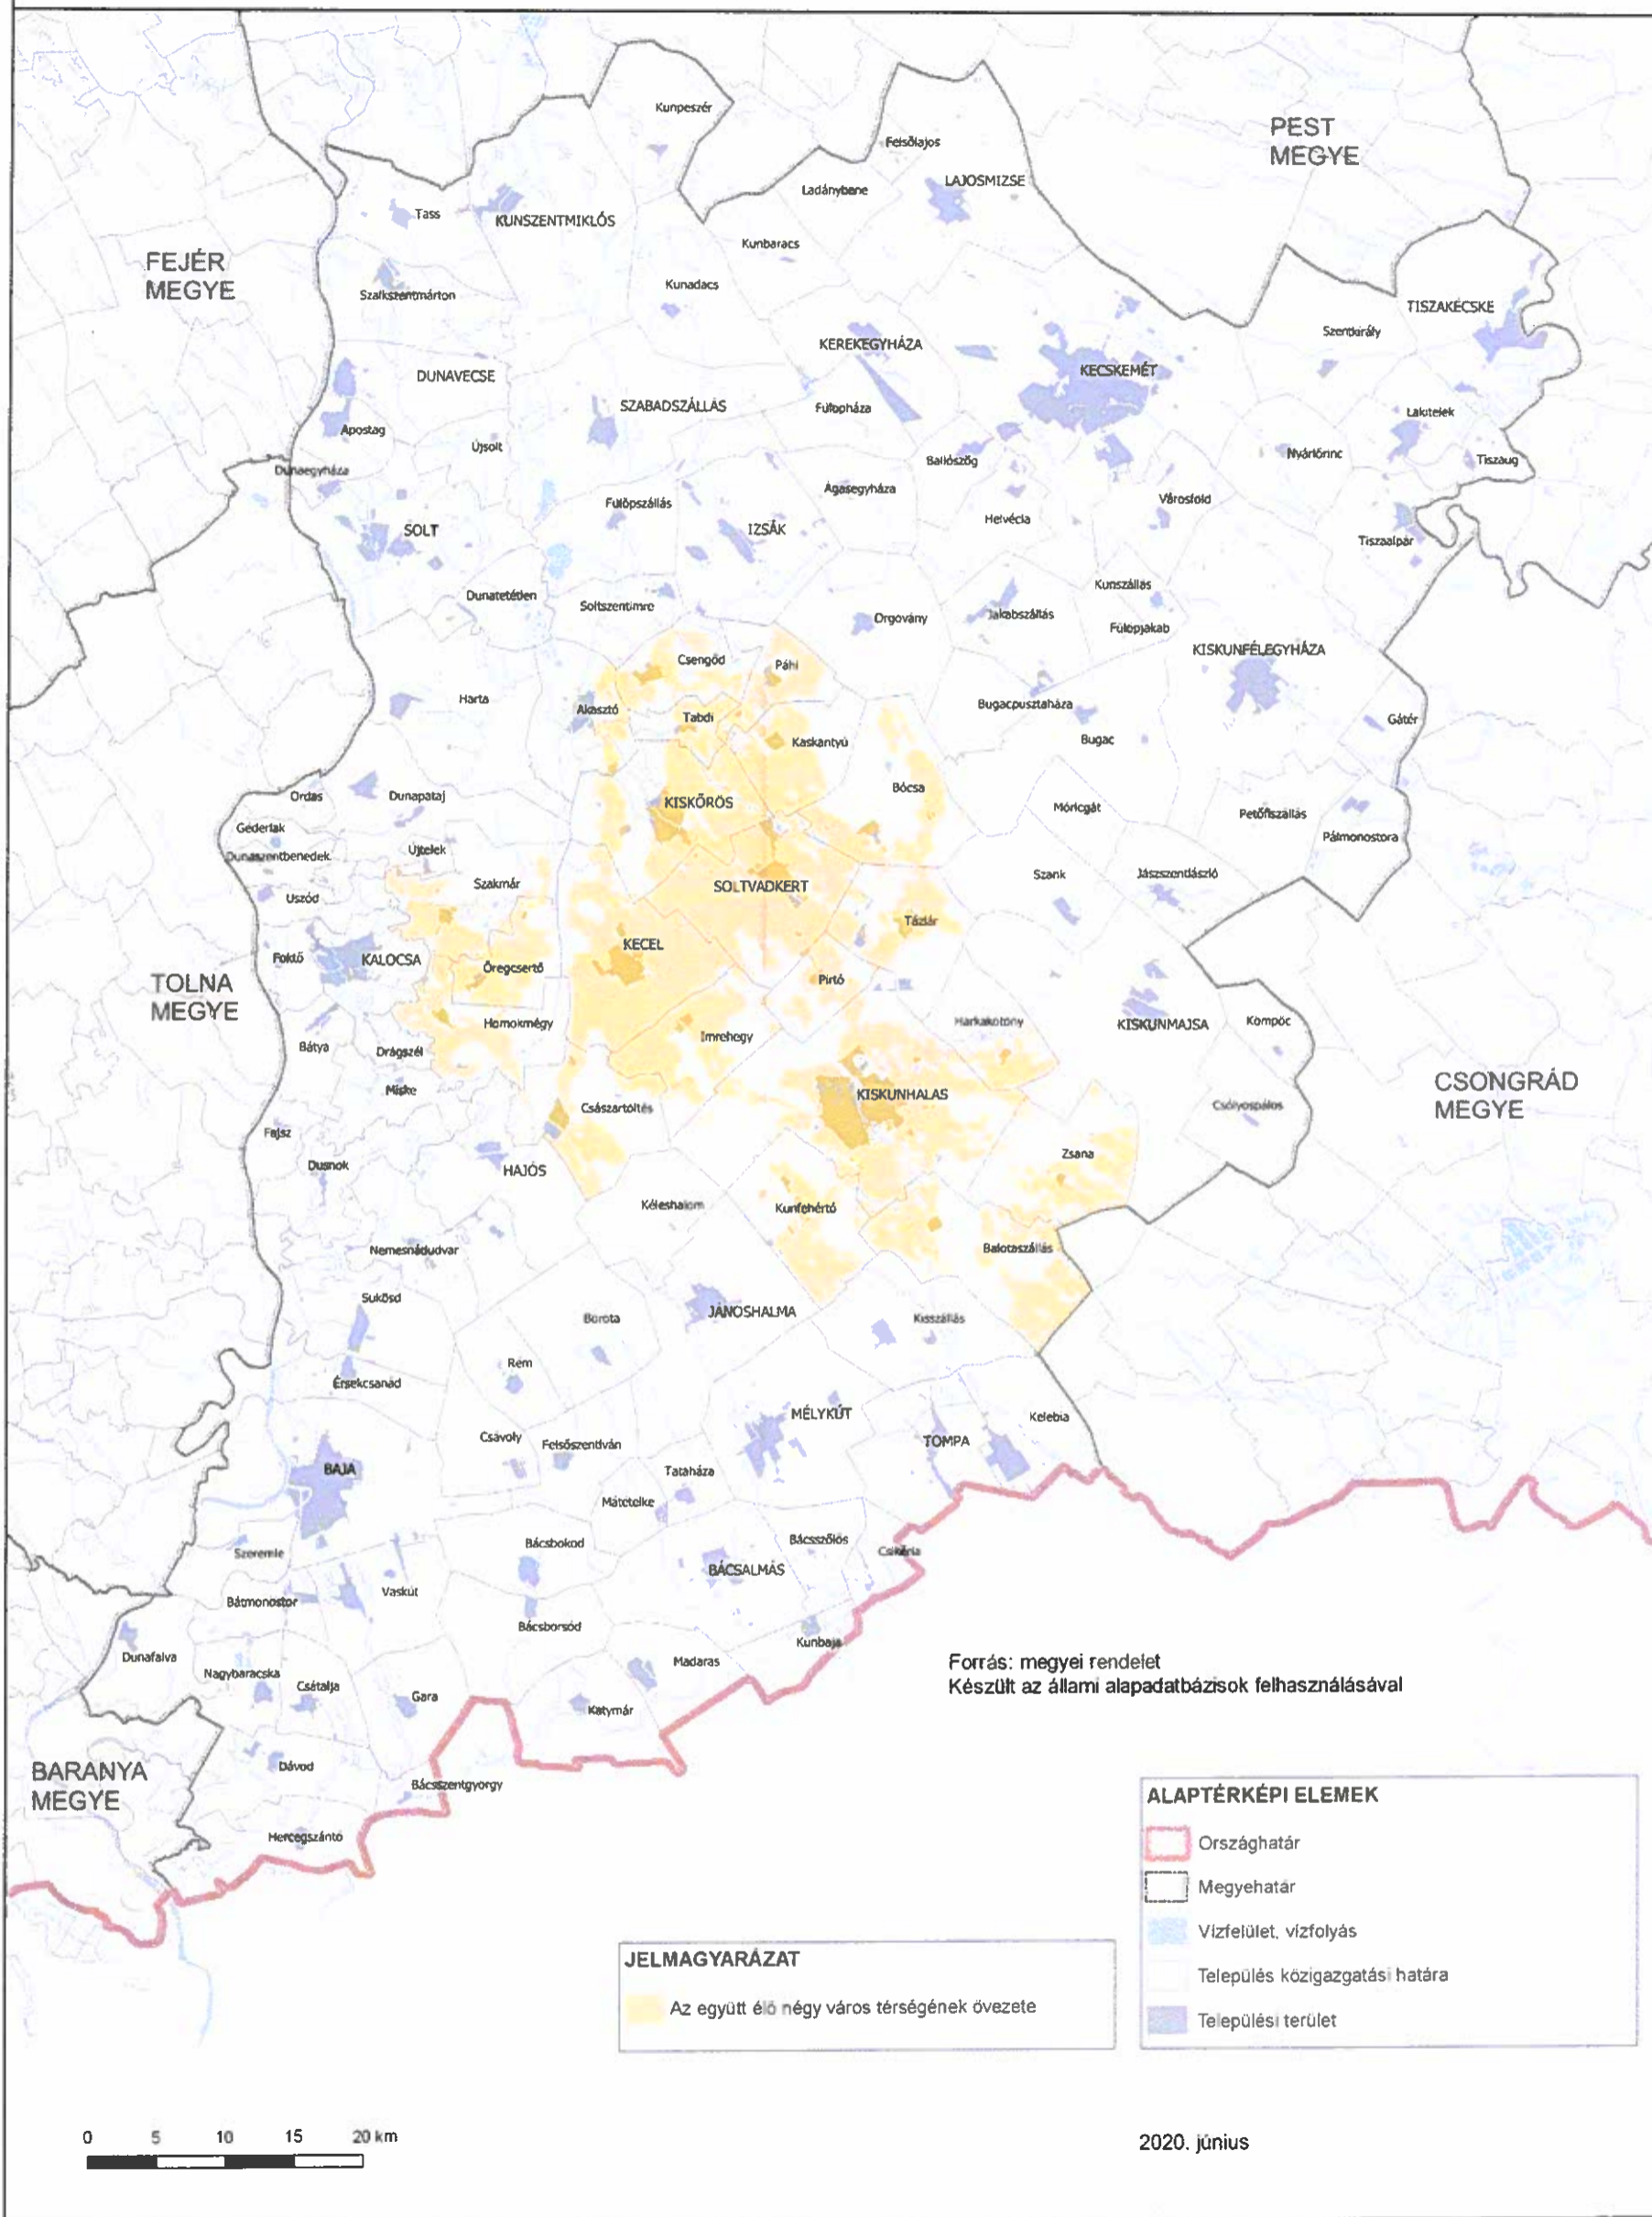 Kunpeszér
PEST
MEGYE
Felsőlajos
LAJOSMIZSE
Ladánybene
Tass
KUNSZENTMIKLÓS
Kunbaracs
FEJÉR
MEGYE
Kunadacs
Szalkszentmárton
TISZAKÉCSKE
Szentkirály
KEREKEGYHÁZA
KECSKEMÉT
DUNAVECSE
SZABADSZÁLLÁS
Fülöpháza
Lakitelek
Apostag
Újsolt
Ballószög
Nyárlőrinc
Tiszaug
Dunaegyháza
Ágasegyháza
Városföld
Fülöpszállás
Helvécia
SOLT
IZSÁK
Tiszaalpár
Kunszállás
Dunatetétlen
Soltszentimre
Orgovány
Jakabszállás
Fülöpjakab
KISKUNFÉLEGYHÁZA
Csengőd
Páhi
Harta
Akasztó
Tabdi
Bugacpusztaháza
Gátér
Kaskantyú
Bugac
Bócsa
Ordas
Dunapataj
KISKŐRÖS
Móricgát
Petőfiszállás
Géderlak
Pálmonostora
Dunaszentbenedek
Újtelek
Szakmár
SOLTVADKERT
Szank
Jászszentlászló
Uszód
Tázlár
Foktő
KALOCSA
KECEL
Öregcsertő
Pirtó
TOLNA
MEGYE
Homokmégy
Harkakötöny
KISKUNMAJSA
Kömpöc
Imrehegy
Bátya
Drágszél
Miske
CSONGRÁD
MEGYE
KISKUNHALAS
Császártöltés
Csólyospálos
Fajsz
Dusnok
HAJÓS
Zsana
Kéleshalom
Kunfehértó
Nemesnádudvar
Balotaszállás
Sükösd
Borota
JÁNOSHALMA
Kisszállás
Rém
Érsekcsanád
MÉLYKÚT
Kelebia
Csávoly
Felsőszentiván
TOMPA
BAJA
Tataháza
Mátételke
Szeremle
Bácsbokod
Bácsszőlős
Csikéria
BÁCSALMÁS
Bátmonostor
Vaskút
Bácsborsód
Dunafalva
Kunbaja
Madaras
Nagybaracska
Csátalja
Gara
Katymár
Forrás: megyei rendelet
Készült az állami alapadatbázisok felhasználásával
BARANYA
MEGYE
Dávod
Bácsszentgyörgy
Hercegszántó
ALAPTÉRKÉPI ELEMEK
Országhatár
Megyehatár
Vízfelület, vízfolyás
Település közigazgatási határa
Települési terület
JELMAGYARÁZAT
Az együtt élő négy város térségének övezete
0 5 10 15 20 km
2020. június